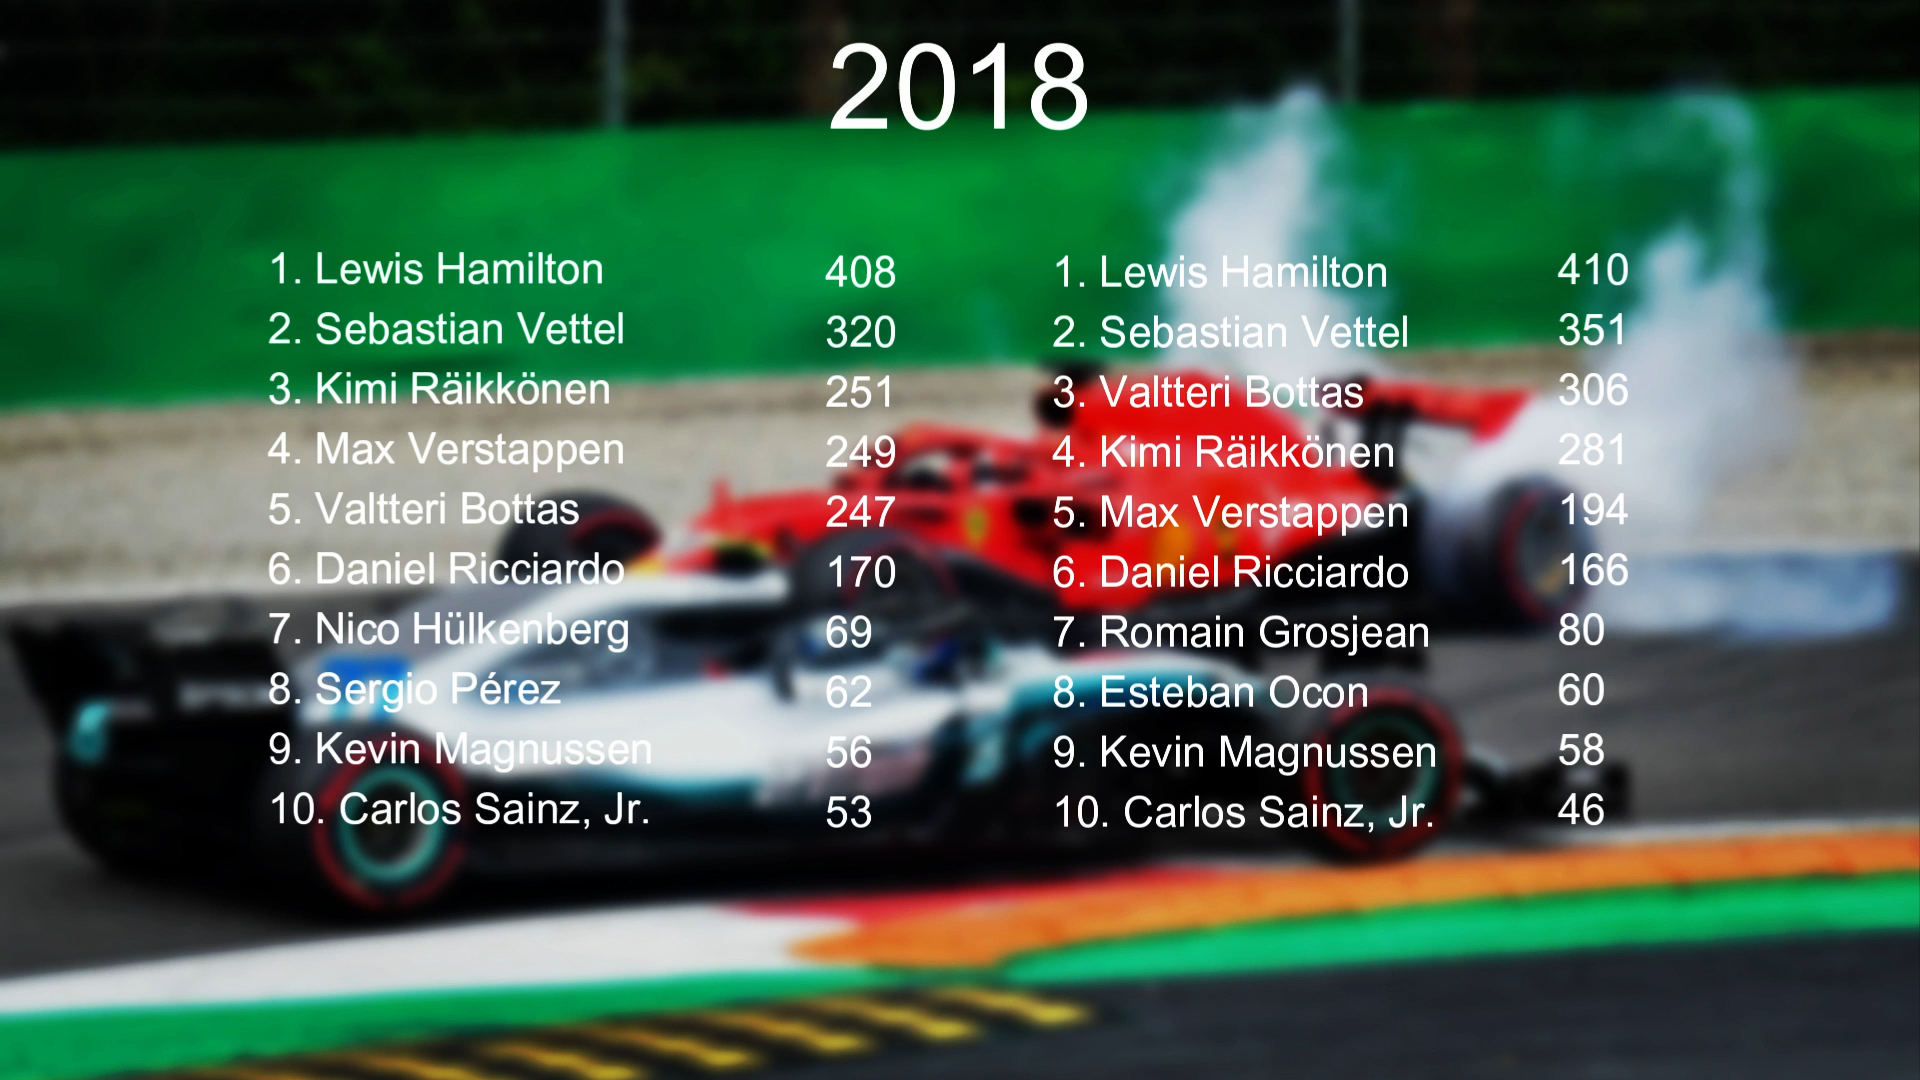 2018
1. Lewis Hamilton 408
2. Sebastian Vettel 320
3. Kimi Räikkönen 251
4. Max Verstappen 249
5. Valtteri Bottas 247
6. Daniel Ricciardo 170
7. Nico Hülkenberg 69
8. Sergio Pérez 62
9. Kevin Magnussen 56
10. Carlos Sainz, Jr. 53
1. Lewis Hamilton 410
2. Sebastian Vettel 351
3. Valtteri Bottas 306
4. Kimi Räikkönen 281
5. Max Verstappen 194
6. Daniel Ricciardo 166
7. Romain Grosjean 80
8. Esteban Ocon 60
9. Kevin Magnussen 58
10. Carlos Sainz, Jr. 46